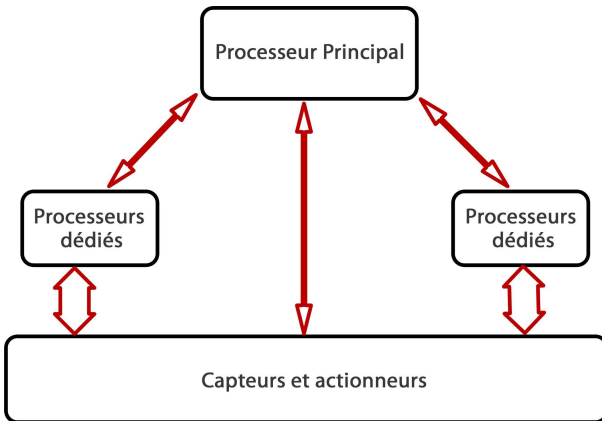 Processeur Principal
Processeurs
dédiés
Processeurs
dédiés
Capteurs et actionneurs